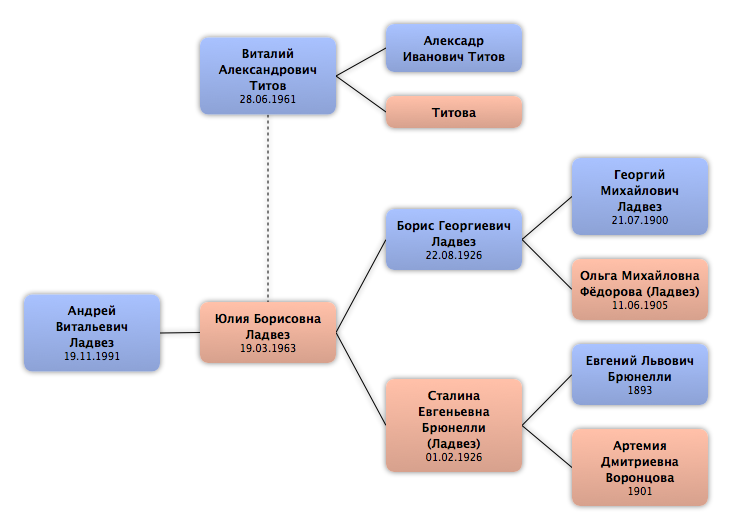 Виталий
Александрович
Титов
28.06.1961
Алексадр
Иванович Титов
Титова
Георгий
Михайлович
Ладвез
21.07.1900
Борис Георгиевич
Ладвез
22.08.1926
Ольга Михайловна
Фёдорова (Ладвез)
11.06.1905
Андрей
Витальевич
Ладвез
19.11.1991
Юлия Борисовна
Ладвез
19.03.1963
Евгений Львович
Брюнелли
1893
Сталина
Евгеньевна
Брюнелли
(Ладвез)
01.02.1926
Артемия
Дмитриевна
Воронцова
1901